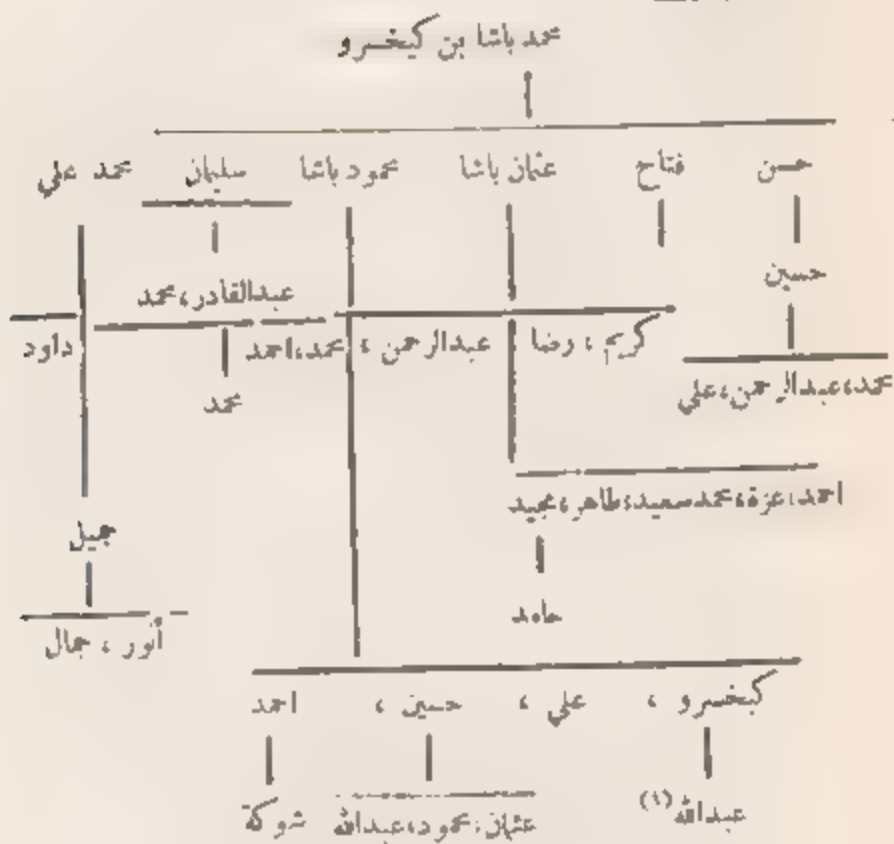 محمد باشا بن كيخسرو
حسن فتاح عثمان باشا محمود باشا سليمان محمد علي
حسين
عبدالقادر، محمد
كريم ، رضا عبدالرحمن ، محمد، احمد داود
محمد، عبدالرحمن، علي
محمد
احمد، عزة، محمد سعيد، طاهر، مجيد
جميل
حامد
أنور ، جمال
كيخسرو ، علي ، حسين ، احمد
عبدالله (١) عثمان، محمود، عبدالله شوكة